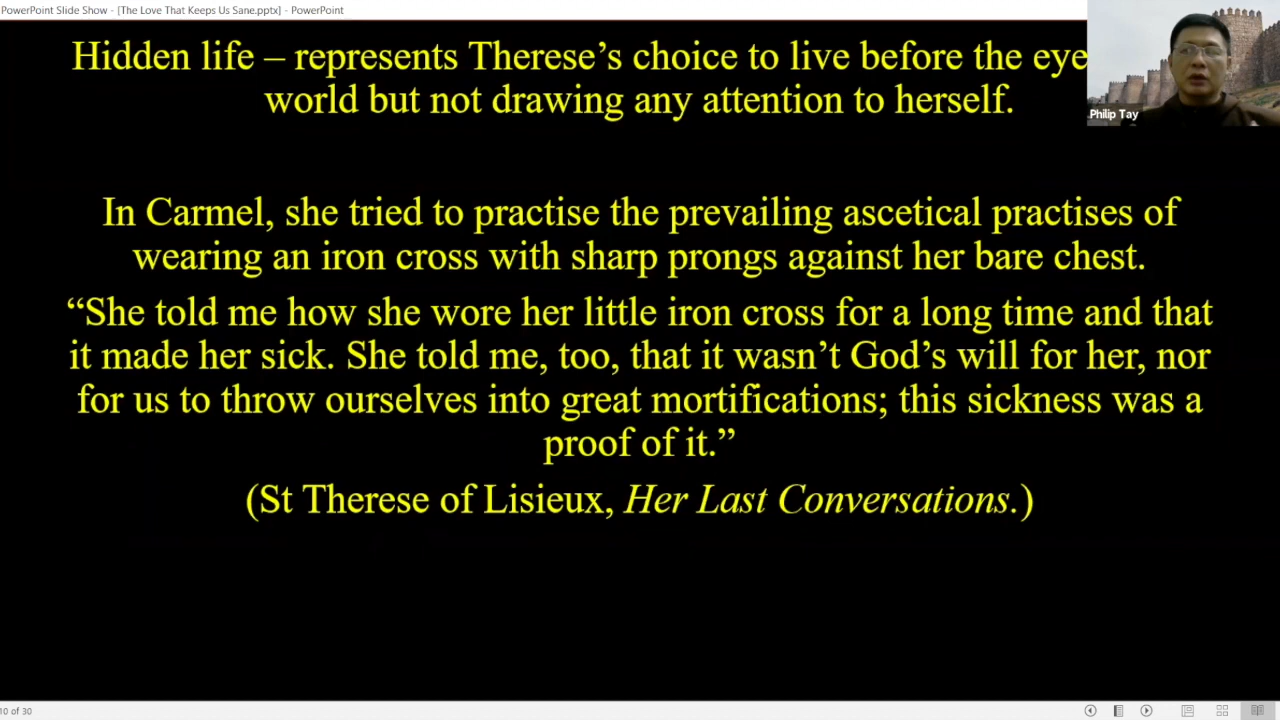 PowerPoint Slide Show - [The Love That Keeps Us Sane.pptx] - PowerPoint
Hidden life – represents Therese’s choice to live before the eye
world but not drawing any attention to herself.
Philip Tay
In Carmel, she tried to practise the prevailing ascetical practises of
wearing an iron cross with sharp prongs against her bare chest.
“She told me how she wore her little iron cross for a long time and that
it made her sick. She told me, too, that it wasn’t God’s will for her, nor
for us to throw ourselves into great mortifications; this sickness was a
proof of it.”
(St Therese of Lisieux, Her Last Conversations.)
10 of 30